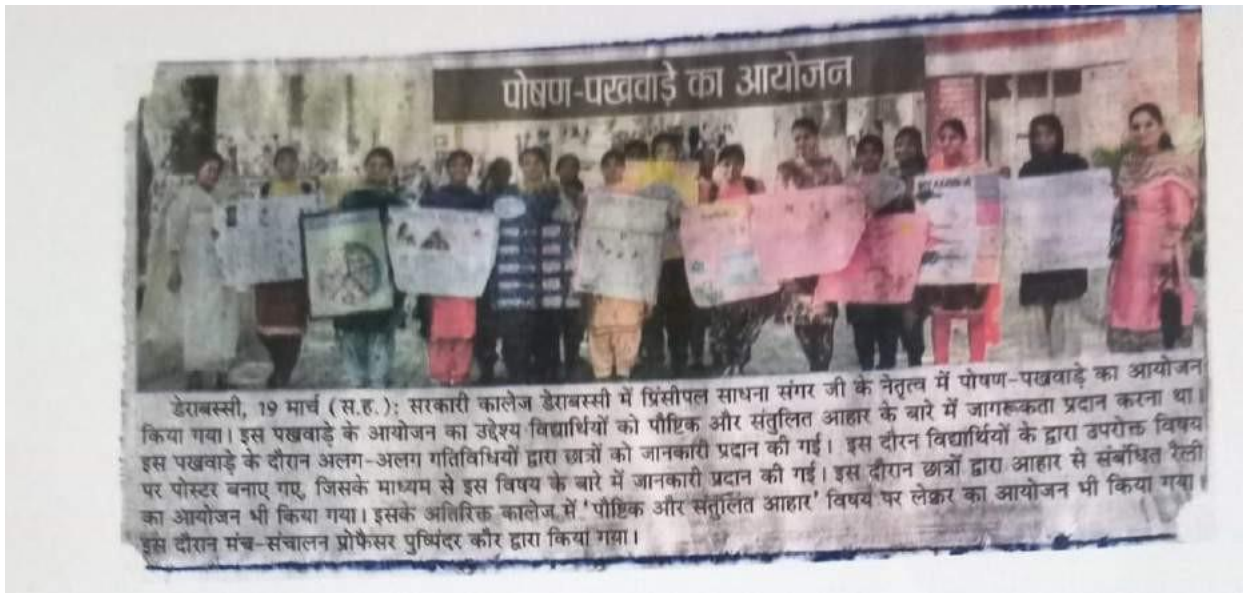 पोषण-पखवाड़े का आयोजन
डेराबस्सी, 19 मार्च (स.ह.): सरकारी कालेज डेराबस्सी में प्रिंसीपल साधना संगर जी के नेतृत्व में पोषण-पखवाड़े का आयोजन
किया गया। इस पखवाड़े के आयोजन का उद्देश्य विद्यार्थियों को पौष्टिक और संतुलित आहार के बारे में जागरूकता प्रदान करना था।
इस पखवाड़े के दौरान अलग-अलग गतिविधियों द्वारा छात्रों को जानकारी प्रदान की गई। इस दौरन विद्यार्थियों के द्वारा उपरोक्त विषय
पर पोस्टर बनाए गए, जिसके माध्यम से इस विषय के बारे में जानकारी प्रदान की गई। इस दौरान छात्रों द्वारा आहार से संबंधित रैली
का आयोजन भी किया गया। इसके अतिरिक्त कालेज में 'पौष्टिक और संतुलित आहार' विषय पर लेक्चर का आयोजन भी किया गया।
इस दौरान मंच-संचालन प्रोफैसर पुष्पिंदर कौर द्वारा किया गया।